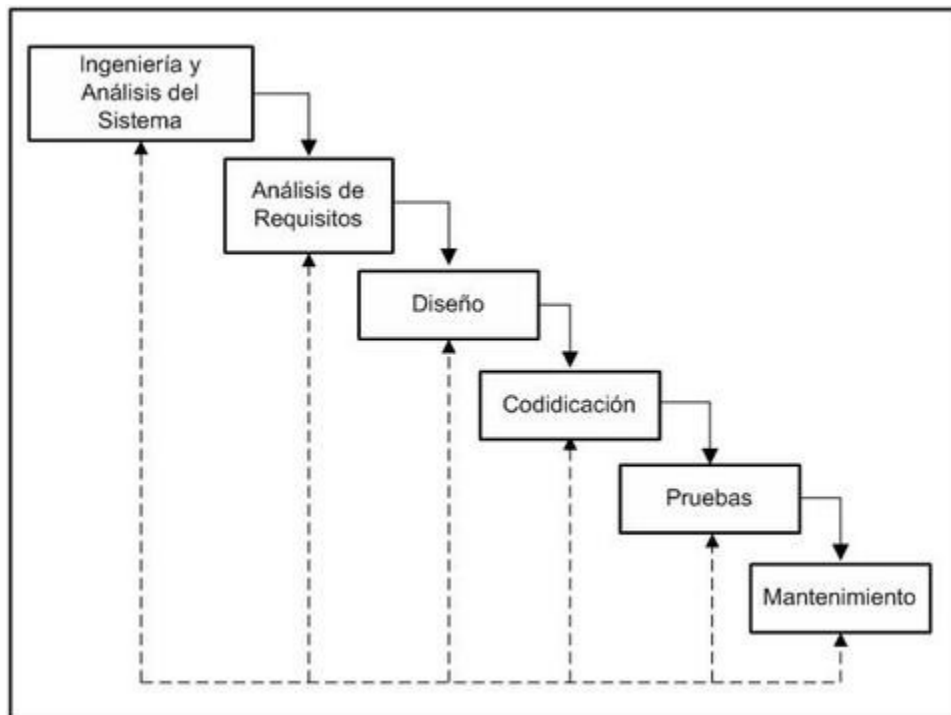 Ingeniería y
Análisis del
Sistema
Análisis de
Requisitos
Diseño
Codidicación
Pruebas
Mantenimiento